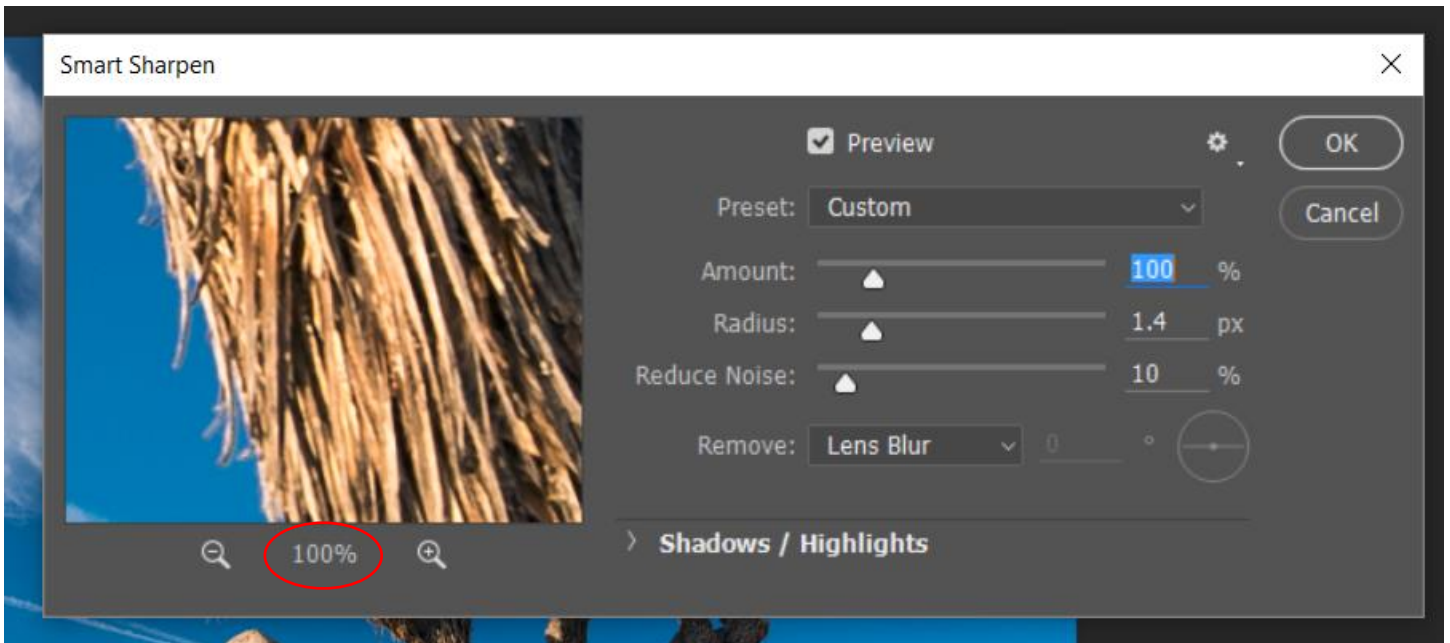 Smart Sharpen
Preview
OK
Preset: Custom
Cancel
Amount: 100 %
Radius: 1.4 px
Reduce Noise: 10 %
Remove: Lens Blur 0 °
100%
Shadows / Highlights